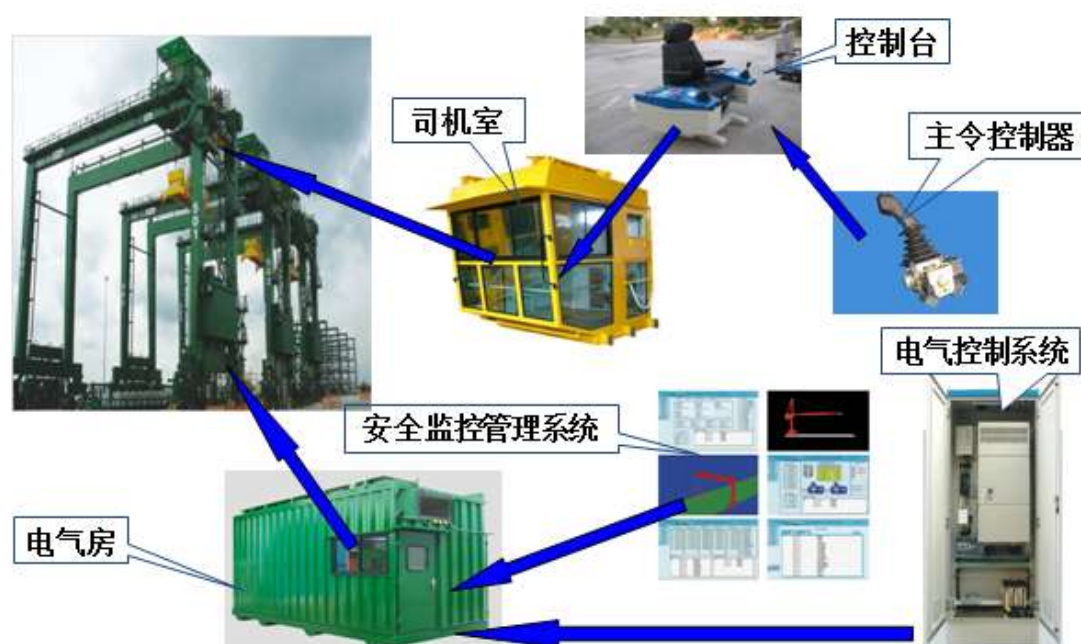 控制台
司机室
主令控制器
电气控制系统
安全监控管理系统
电气房